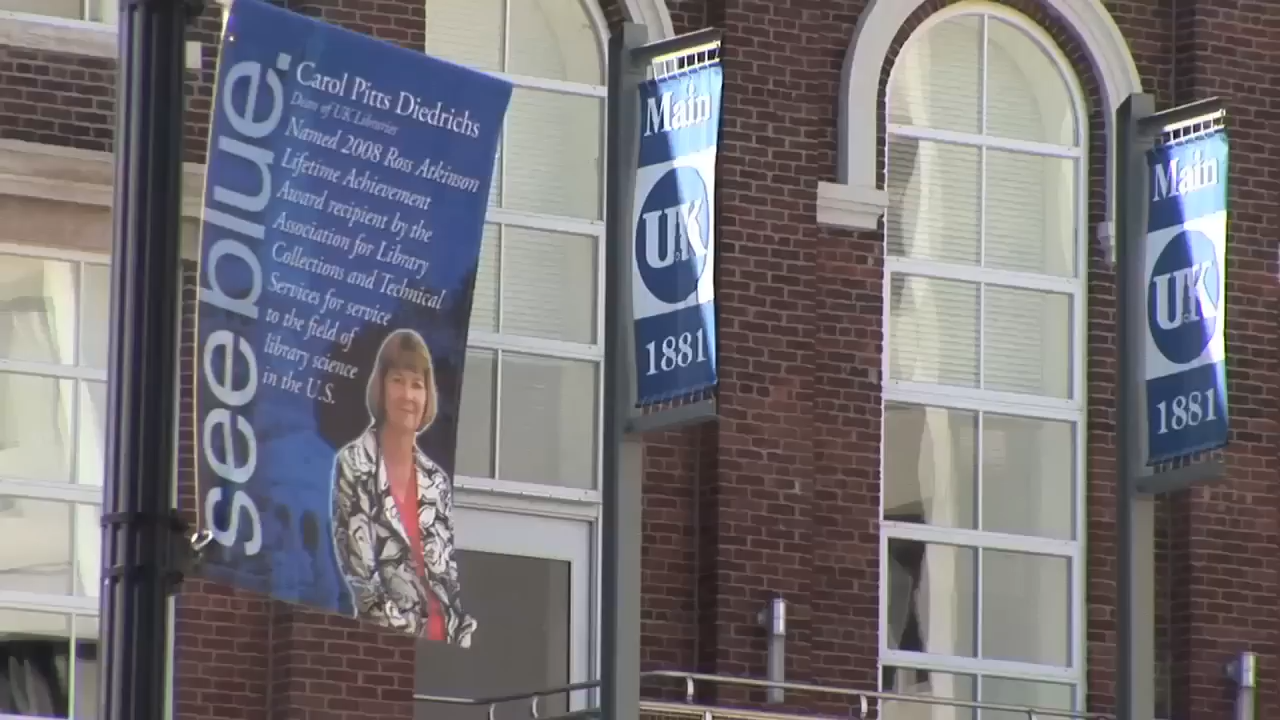 see blue.
Carol Pitts Diedrichs
Dean of UK Libraries
Named 2008 Ross Atkinson
Lifetime Achievement
Award recipient by the
Association for Library
Collections and Technical
Services for service
to the field of
library science
in the U.S.
Main
UK
1881
Main
UK
1881